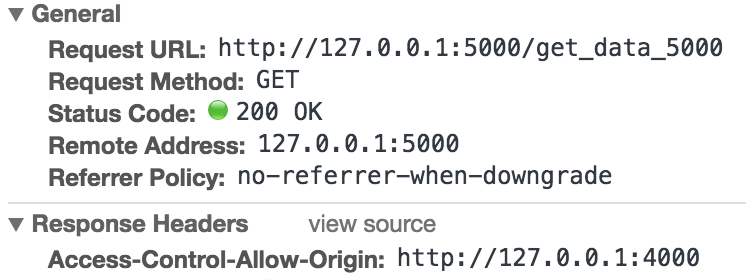 General
Request URL: http://127.0.0.1:5000/get_data_5000
Request Method: GET
Status Code: 200 OK
Remote Address: 127.0.0.1:5000
Referrer Policy: no-referrer-when-downgrade
Response Headers view source
Access-Control-Allow-Origin: http://127.0.0.1:4000